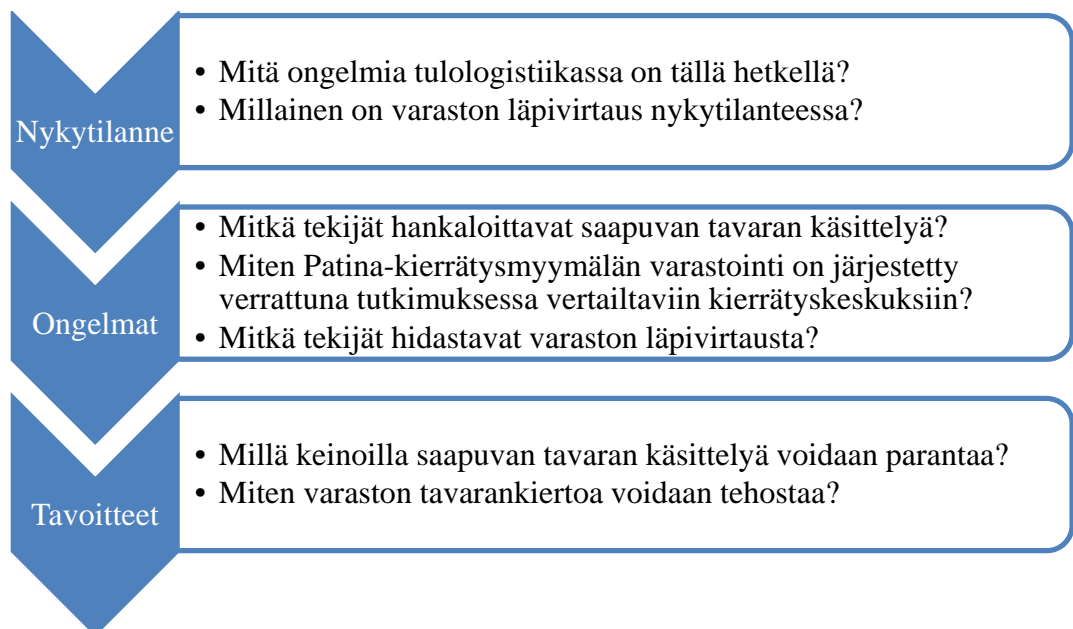 Nykytilanne
• Mitä ongelmia tulologistiikassa on tällä hetkellä?
• Millainen on varaston läpivirtaus nykytilanteessa?
Ongelmat
• Mitkä tekijät hankaloittavat saapuvan tavaran käsittelyä?
• Miten Patina-kierrätysmyymälän varastointi on järjestetty
verrattuna tutkimuksessa vertailtaviin kierrätyskeskuksiin?
• Mitkä tekijät hidastavat varaston läpivirtausta?
Tavoitteet
• Millä keinoilla saapuvan tavaran käsittelyä voidaan parantaa?
• Miten varaston tavarankiertoa voidaan tehostaa?